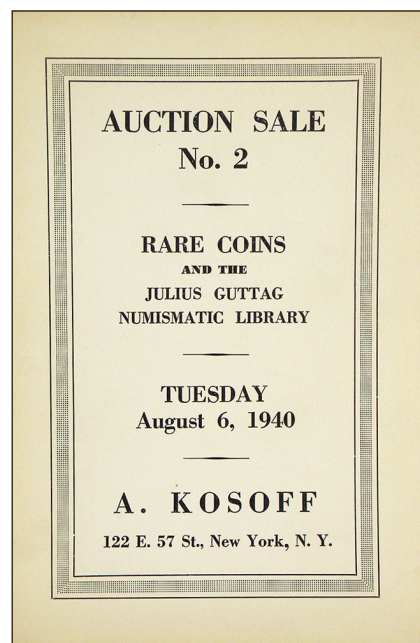 AUCTION SALE
No. 2
RARE COINS
AND THE
JULIUS GUTTAG
NUMISMATIC LIBRARY
TUESDAY
August 6, 1940
A. KOSOFF
122 E. 57 St., New York, N. Y.